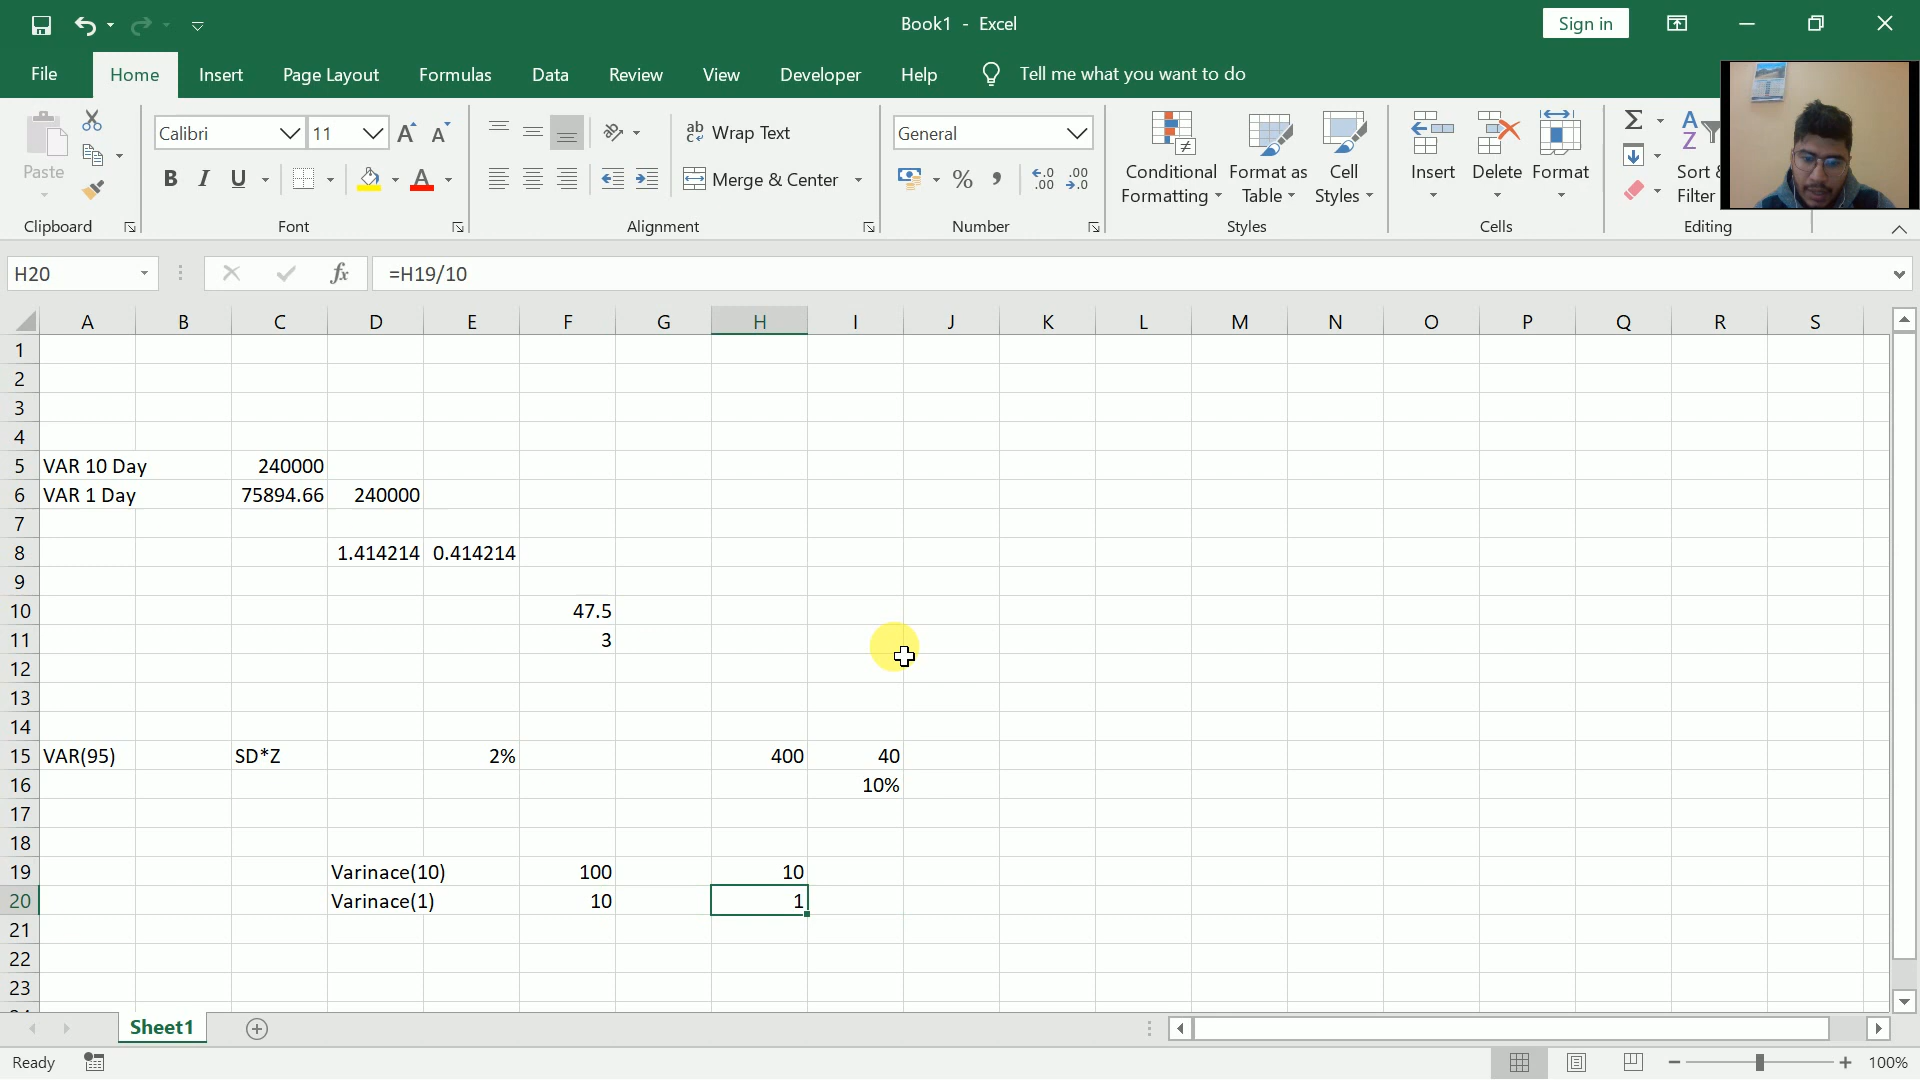 Book1 - Excel
Sign in
File Home Insert Page Layout Formulas Data Review View Developer Help Tell me what you want to do
Paste
Clipboard
Calibri 11
B I U
Font
Wrap Text
Merge & Center
Alignment
General
Number
Conditional Formatting
Format as Table
Cell Styles
Styles
Insert Delete Format
Cells
Sort &
Filter
Editing
H20 fx =H19/10
A B C D E F G H I J K L M N O P Q R S
1
2
3
4
5 VAR 10 Day 240000
6 VAR 1 Day 75894.66 240000
7
8 1.414214 0.414214
9
10 47.5
11 3
12
13
14
15 VAR(95) SD*Z 2% 400 40
16 10%
17
18
19 Varinace(10) 100 10
20 Varinace(1) 10 1
21
22
23
Sheet1
Ready
100%